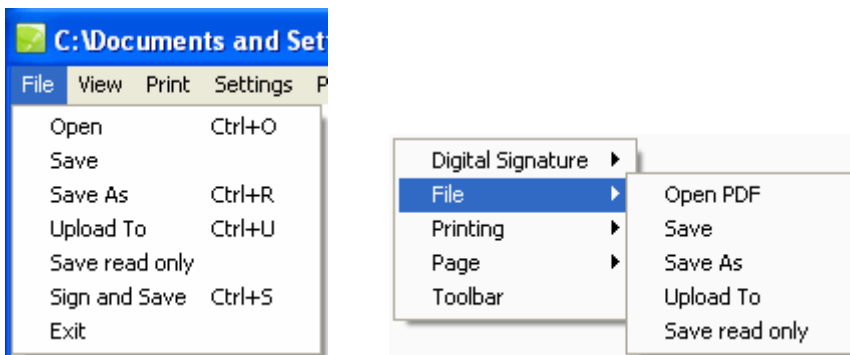 C:\Documents and Set
File View Print Settings P
Open Ctrl+O
Save
Save As Ctrl+R
Upload To Ctrl+U
Save read only
Sign and Save Ctrl+S
Exit
Digital Signature
File
Printing
Page
Toolbar
Open PDF
Save
Save As
Upload To
Save read only